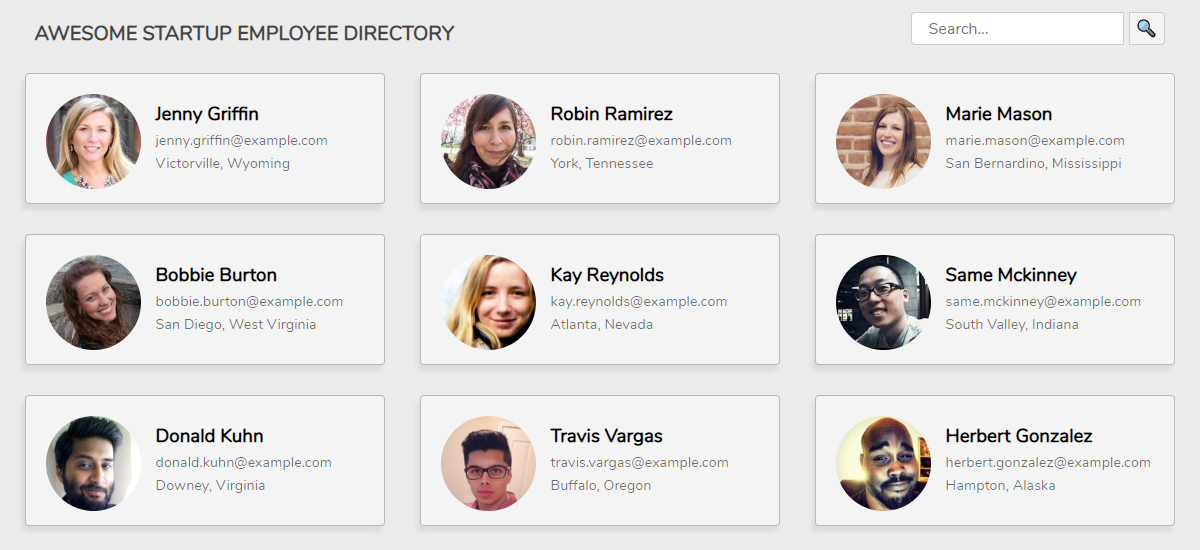 AWESOME STARTUP EMPLOYEE DIRECTORY
Search...
Jenny Griffin
jenny.griffin@example.com
Victorville, Wyoming
Robin Ramirez
robin.ramirez@example.com
York, Tennessee
Marie Mason
marie.mason@example.com
San Bernardino, Mississippi
Bobbie Burton
bobbie.burton@example.com
San Diego, West Virginia
Kay Reynolds
kay.reynolds@example.com
Atlanta, Nevada
Same Mckinney
same.mckinney@example.com
South Valley, Indiana
Donald Kuhn
donald.kuhn@example.com
Downey, Virginia
Travis Vargas
travis.vargas@example.com
Buffalo, Oregon
Herbert Gonzalez
herbert.gonzalez@example.com
Hampton, Alaska